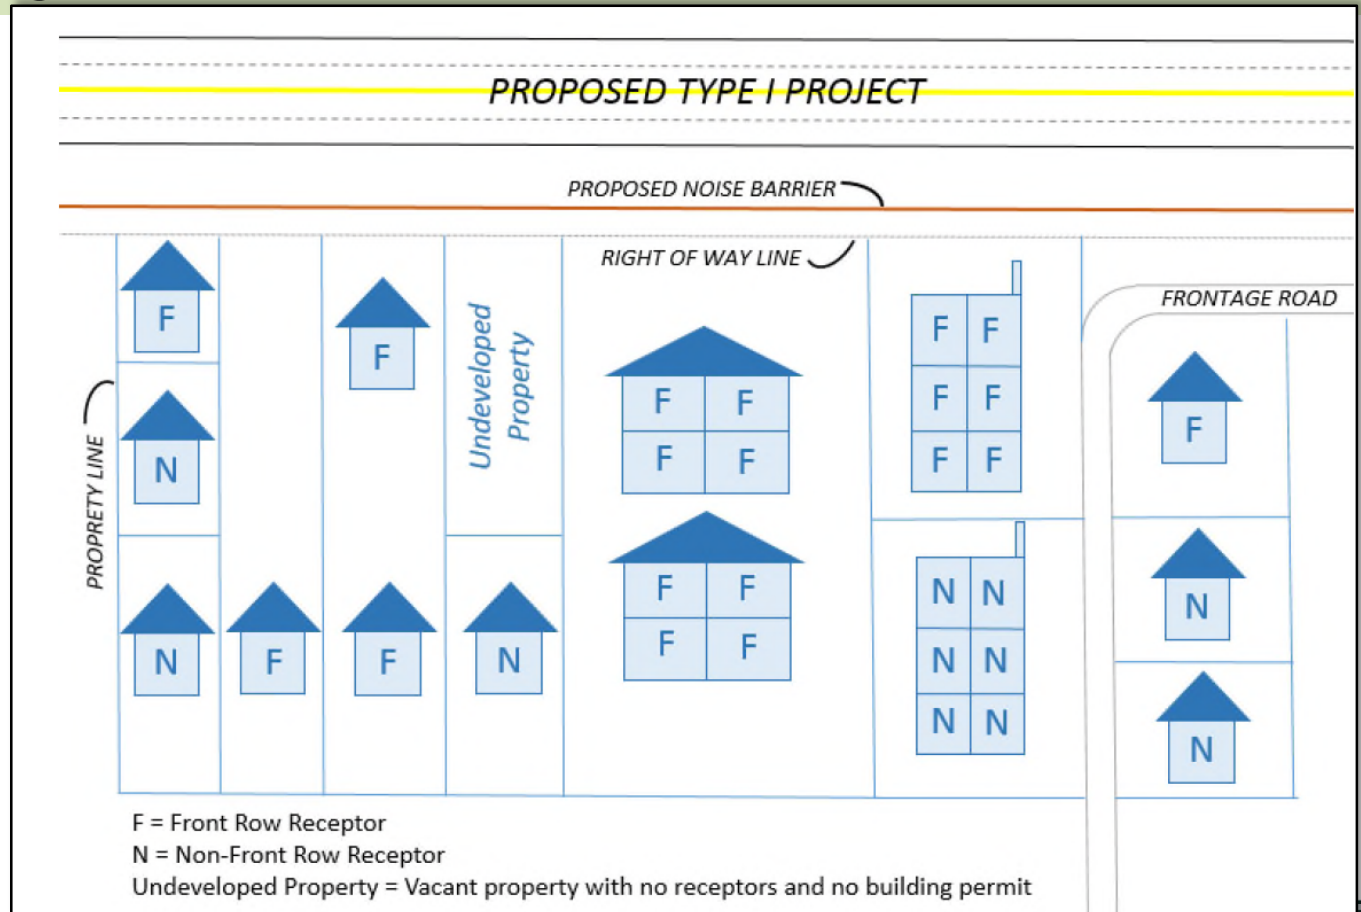 PROPOSED TYPE I PROJECT
PROPOSED NOISE BARRIER
RIGHT OF WAY LINE
FRONTAGE ROAD
PROPRETY LINE
Undeveloped
Property
F
F
F F
F F
F F
F F
F F
F
N
N
F
F
N
F F
F F
N N
N N
N N
N
N
F = Front Row Receptor
N = Non-Front Row Receptor
Undeveloped Property = Vacant property with no receptors and no building permit